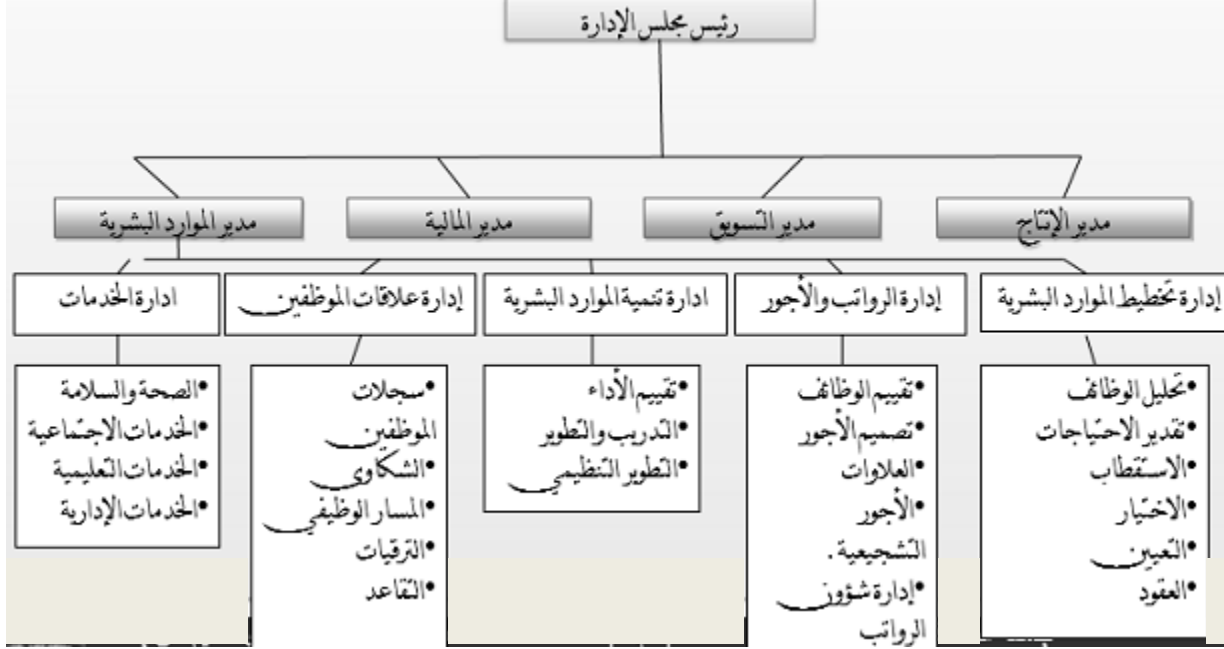 رئيس مجلس الإدارة
مدير الإنتاج
مدير التسويق
مدير المالية
مدير الموارد البشرية
إدارة تخطيط الموارد البشرية
إدارة الرواتب والأجور
ادارة تنمية الموارد البشرية
إدارة علاقات الموظفين
ادارة الخدمات
•تحليل الوظائف
•تقدير الاحتياجات
•الاستقطاب
•الاختيار
•التعيين
•العقود
•تقييم الوظائف
•تصميم الأجور
•العلاوات
•الأجور
التشجيعية.
•إدارة شؤون
الرواتب
•تقييم الأداء
•التدريب والتطوير
•التطوير التنظيمي
•سجلات
الموظفين
•الشكاوى
•المسار الوظيفي
•الترقيات
•التقاعد
•الصحة والسلامة
•الخدمات الاجتماعية
•الخدمات التعليمية
•الخدمات الإدارية